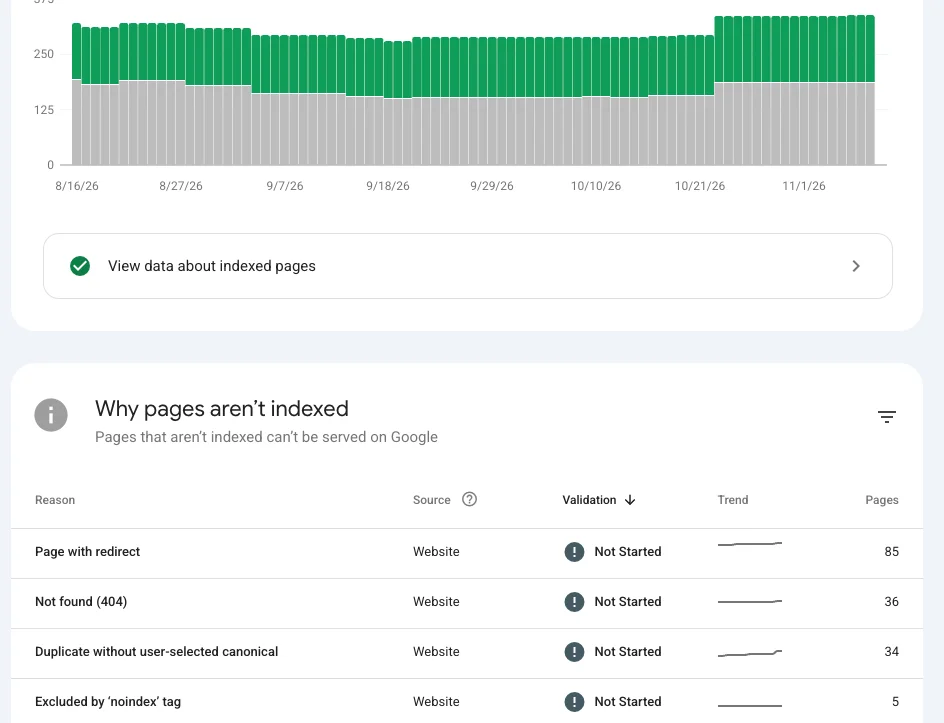 375
250
125
0
8/16/26 8/27/26 9/7/26 9/18/26 9/29/26 10/10/26 10/21/26 11/1/26
View data about indexed pages
Why pages aren’t indexed
Pages that aren’t indexed can’t be served on Google
Reason Source Validation Trend Pages
Page with redirect Website Not Started 85
Not found (404) Website Not Started 36
Duplicate without user-selected canonical Website Not Started 34
Excluded by ‘noindex’ tag Website Not Started 5